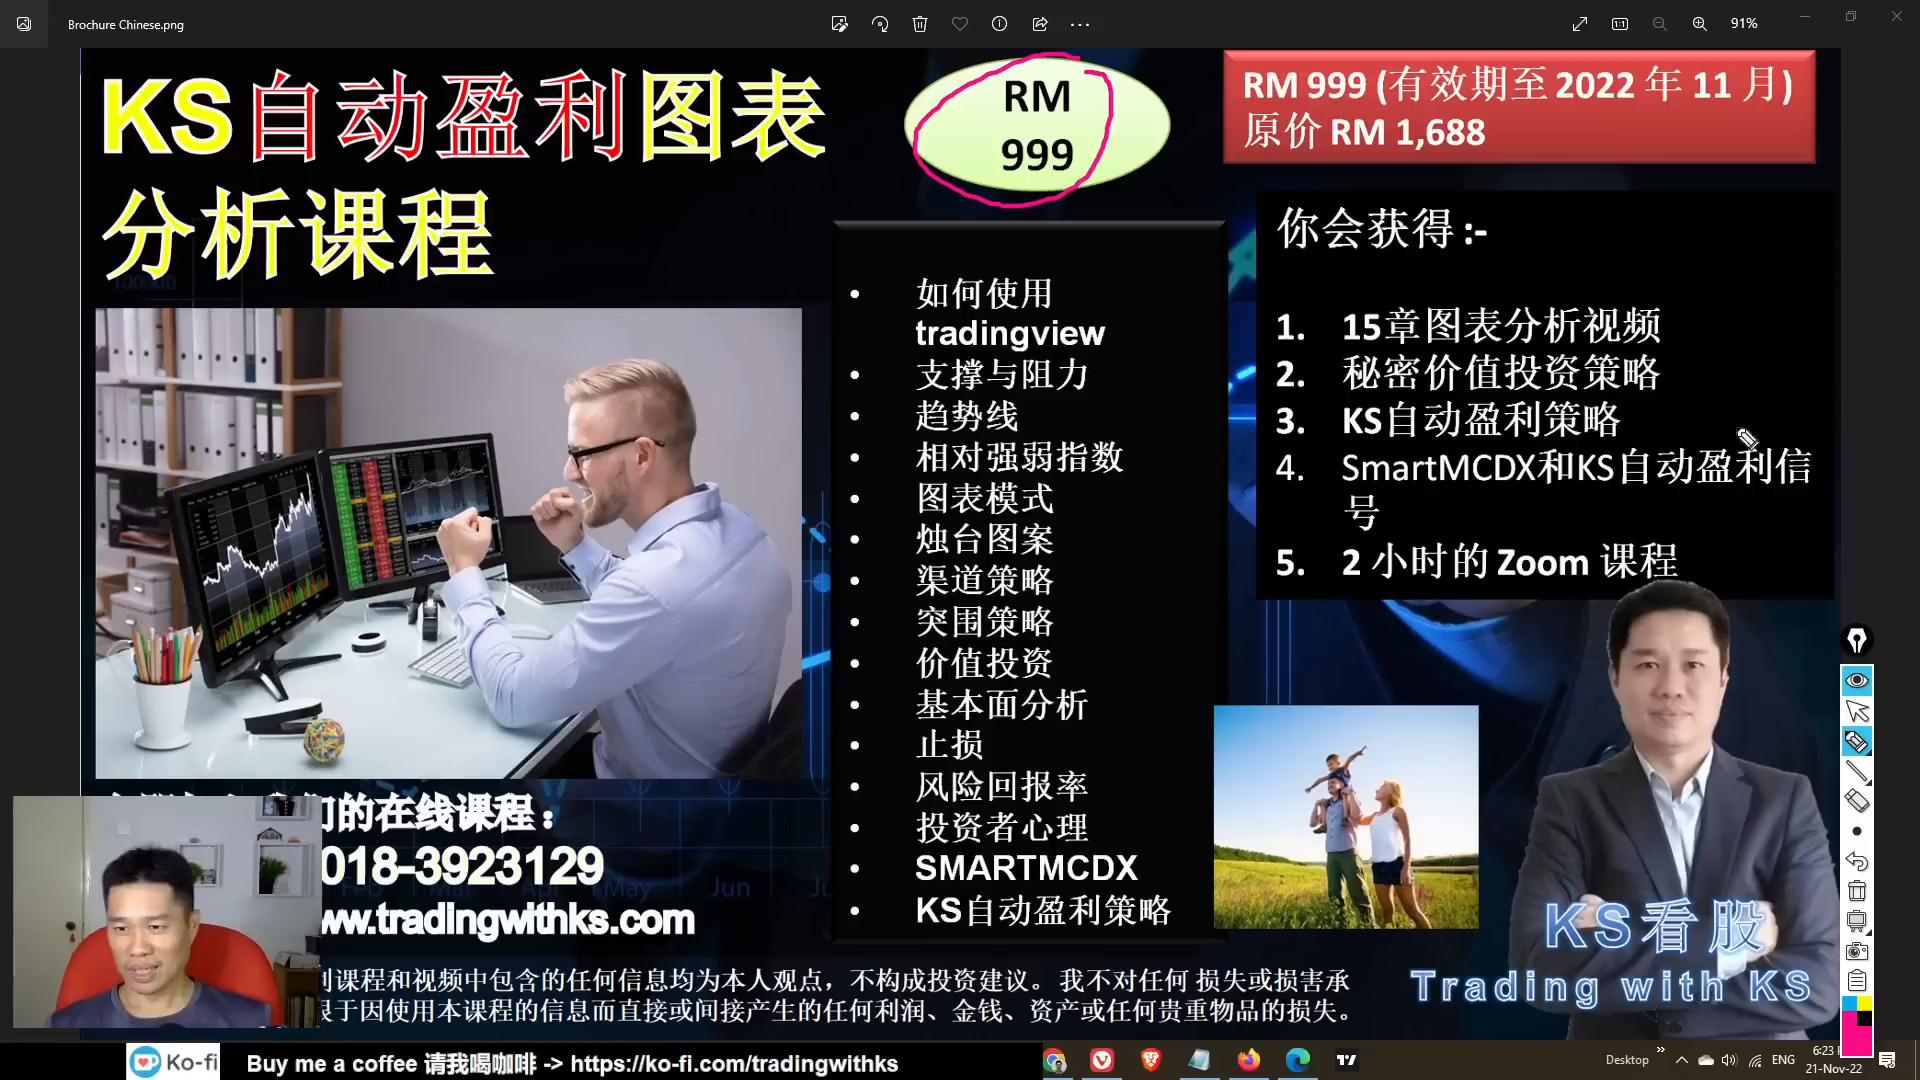 Brochure Chinese.png
91%
KS自动盈利图表
分析课程
RM
999
RM 999 (有效期至 2022 年 11 月)
原价 RM 1,688
你会获得 :-
1. 15章图表分析视频
2. 秘密价值投资策略
3. KS自动盈利策略
4. SmartMCDX和KS自动盈利信
号
5. 2 小时的 Zoom 课程
• 如何使用
tradingview
• 支撑与阻力
• 趋势线
• 相对强弱指数
• 图表模式
• 烛台图案
• 渠道策略
• 突围策略
• 价值投资
• 基本面分析
• 止损
• 风险回报率
• 投资者心理
• SMARTMCDX
• KS自动盈利策略
的在线课程：
018-3923129
ww.tradingwithks.com
课程和视频中包含的任何信息均为本人观点，不构成投资建议。我不对任何 损失或损害承
限于因使用本课程的信息而直接或间接产生的任何利润、金钱、资产或任何贵重物品的损失。
KS看股
Trading with KS
May
Jun
Ko-fi
Buy me a coffee 请我喝咖啡 -> https://ko-fi.com/tradingwithks
Desktop
ENG
6:23
21-Nov-22